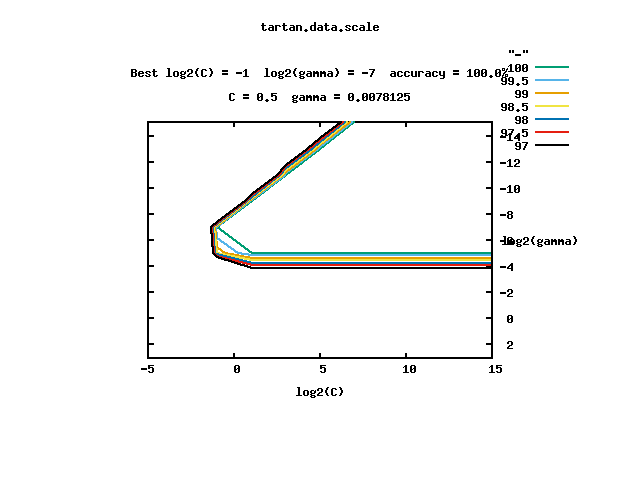 tartan.data.scale
"_"
Best log2(C) = -1  log2(gamma) = -7  accuracy = 100.0%
C = 0.5  gamma = 0.0078125
100
99.5
99
98.5
98
97.5
97
-14
-12
-10
-8
-6
log2(gamma)
-4
-2
0
2
-5 0 5 10 15
log2(C)